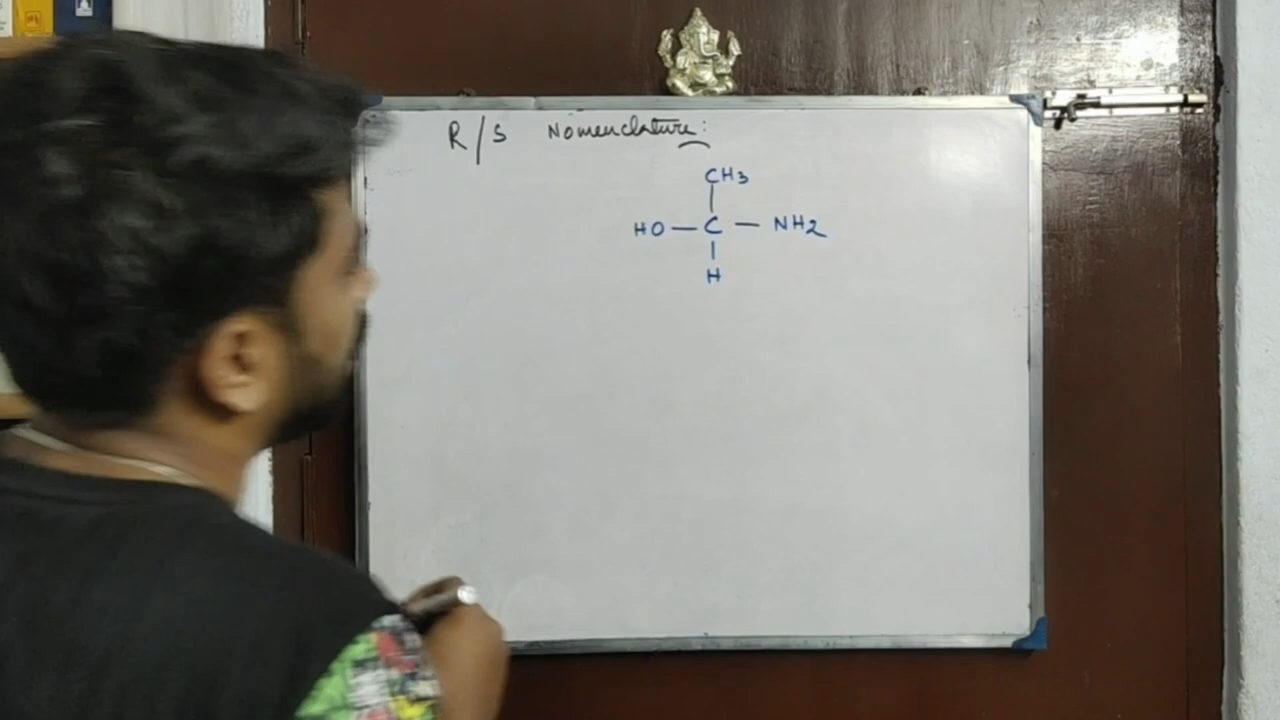 R/S Nomenclature:
CH3
HO — C — NH2
H